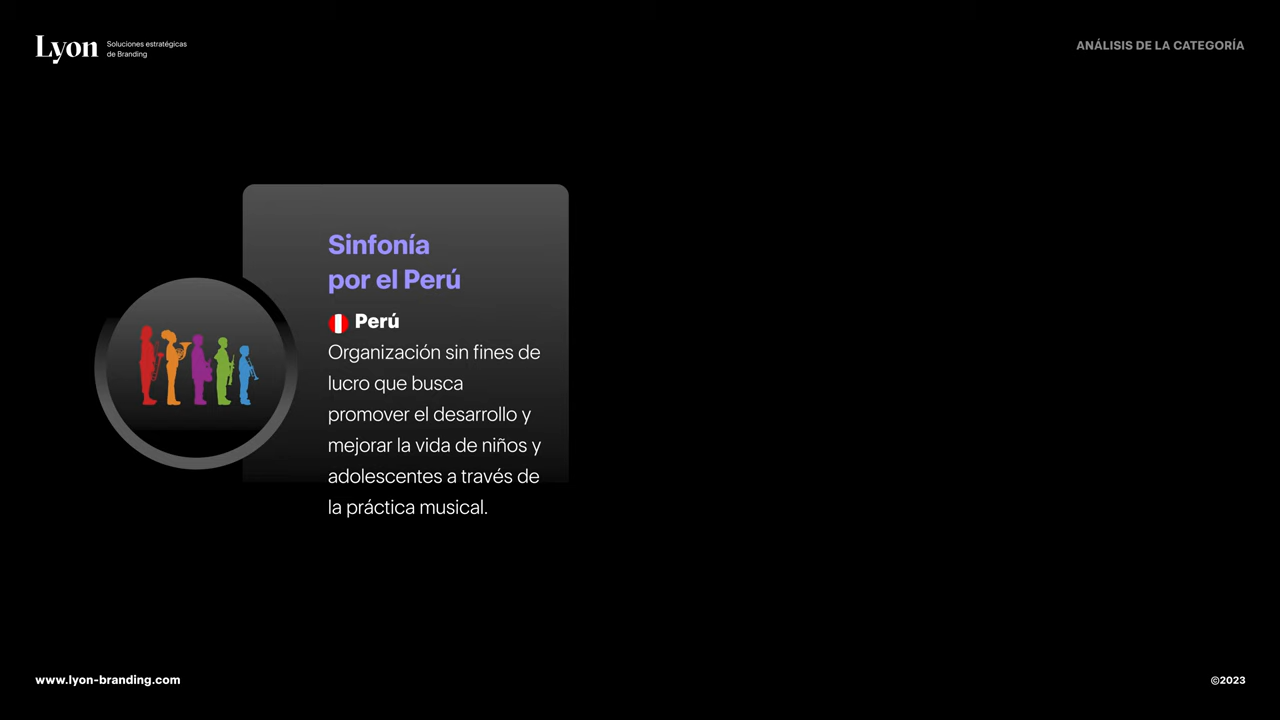 Lyon
Soluciones estratégicas
de Branding
ANÁLISIS DE LA CATEGORÍA
Sinfonía
por el Perú
Perú
Organización sin fines de
lucro que busca
promover el desarrollo y
mejorar la vida de niños y
adolescentes a través de
la práctica musical.
www.lyon-branding.com
©2023